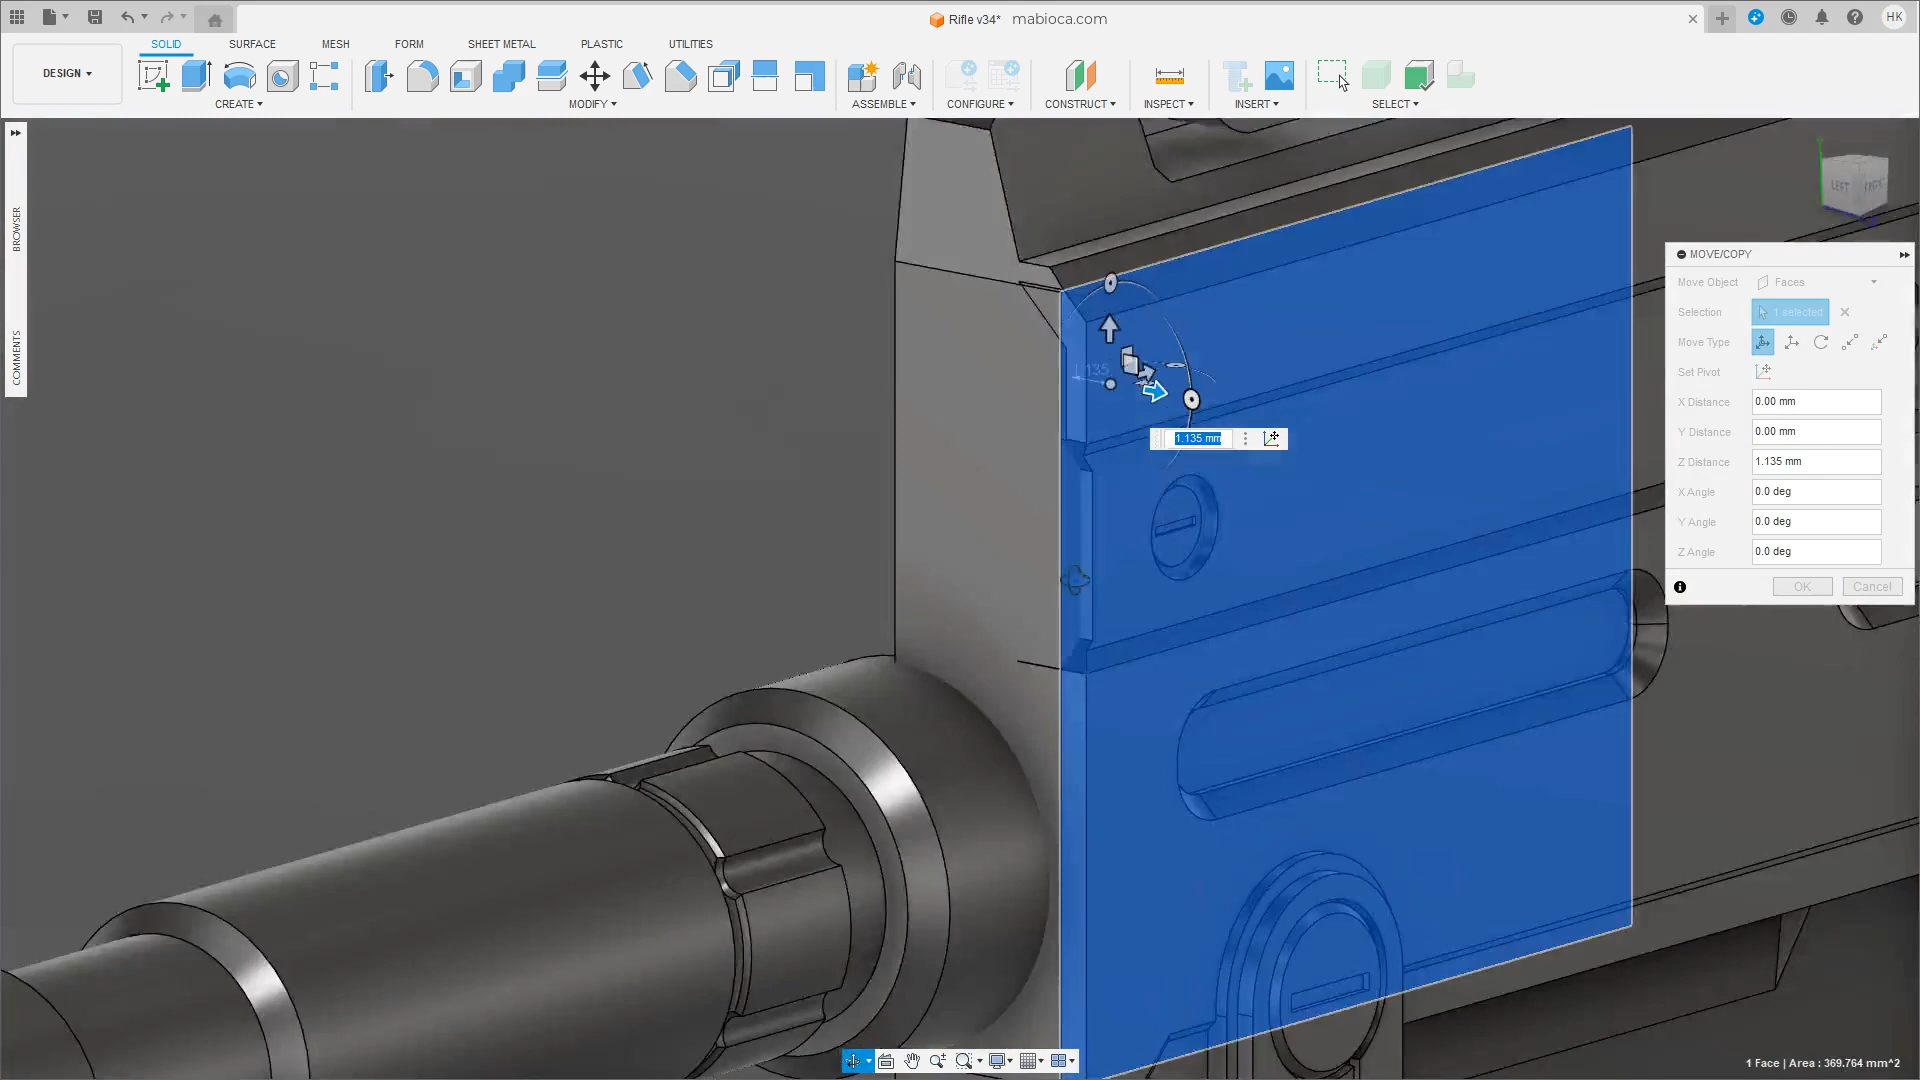 Rifle v34* mabioca.com
HK
DESIGN
SOLID SURFACE MESH FORM SHEET METAL PLASTIC UTILITIES
CREATE MODIFY ASSEMBLE CONFIGURE CONSTRUCT INSPECT INSERT SELECT
BROWSER
COMMENTS
LEFT
1.135
1.135 mm
MOVE/COPY
Move Object Faces
Selection 1 selected
Move Type
Set Pivot
X Distance 0.00 mm
Y Distance 0.00 mm
Z Distance 1.135 mm
X Angle 0.0 deg
Y Angle 0.0 deg
Z Angle 0.0 deg
OK Cancel
1 Face | Area : 369.764 mm^2